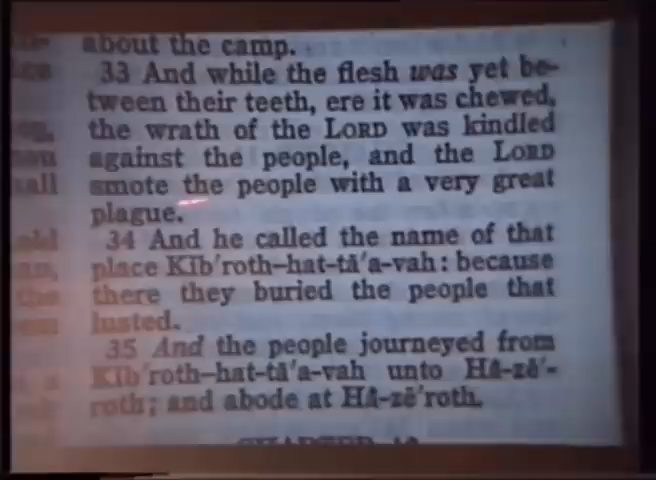 about the camp.
33 And while the flesh was yet be-
tween their teeth, ere it was chewed,
the wrath of the LORD was kindled
against the people, and the LORD
smote the people with a very great
plague.
34 And he called the name of that
place Kĭb′roth-hat-tā′a-vah: because
there they buried the people that
lusted.
35 And the people journeyed from
Kĭb′roth-hat-tā′a-vah unto Hȧ-zē′-
roth; and abode at Hȧ-zē′roth.